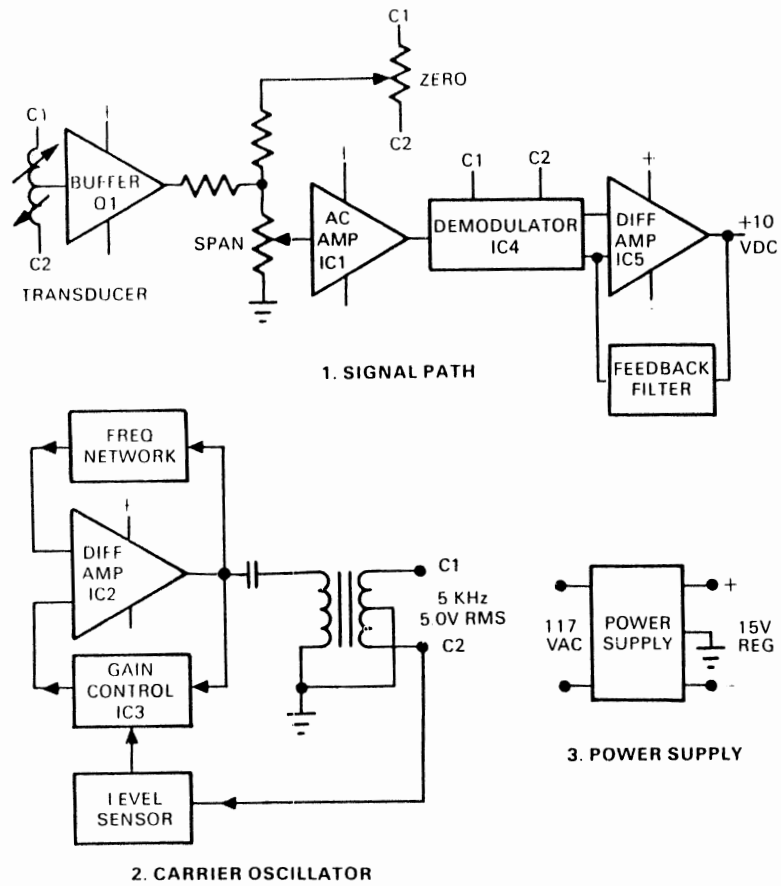 C1
ZERO
C2
C1
BUFFER
Q1
C2
TRANSDUCER
SPAN
AC
AMP
IC1
C1
C2
DEMODULATOR
IC4
+
DIFF
AMP
IC5
-
+10
VDC
FEEDBACK
FILTER
1. SIGNAL PATH
FREQ
NETWORK
DIFF
AMP
IC2
GAIN
CONTROL
IC3
LEVEL
SENSOR
C1
5 KHz
5.0V RMS
C2
2. CARRIER OSCILLATOR
117
VAC
POWER
SUPPLY
+
15V
REG
-
3. POWER SUPPLY